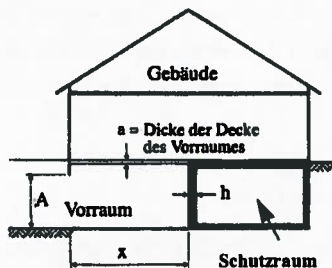 Gebäude
a = Dicke der Decke
des Vorraumes
A
Vorraum
h
x
Schutzraum